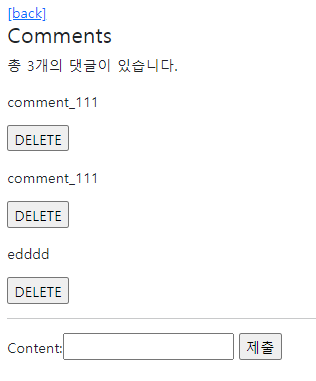 [back]
Comments
총 3개의 댓글이 있습니다.
comment_111
DELETE
comment_111
DELETE
edddd
DELETE
Content: 제출